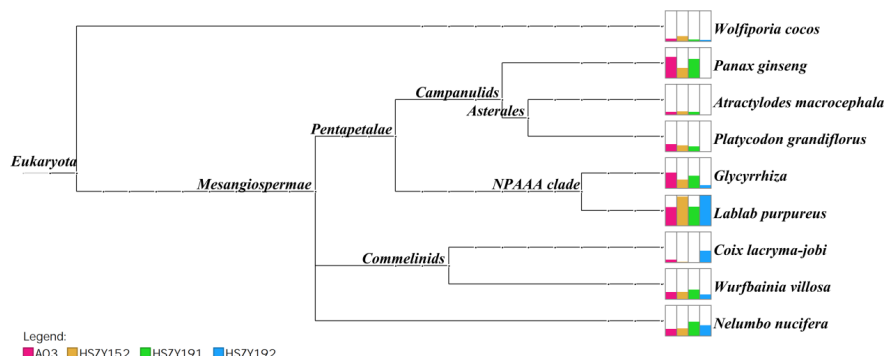 Wolfiporia cocos
Panax ginseng
Campanulids
Atractylodes macrocephala
Asterales
Pentapetalae
Platycodon grandiflorus
Eukaryota
Glycyrrhiza
Mesangiospermae
NPAAA clade
Lablab purpureus
Coix lacryma-jobi
Commelinids
Wurfbainia villosa
Nelumbo nucifera
Legend:
A03 HSZY152 HSZY191 HSZY192